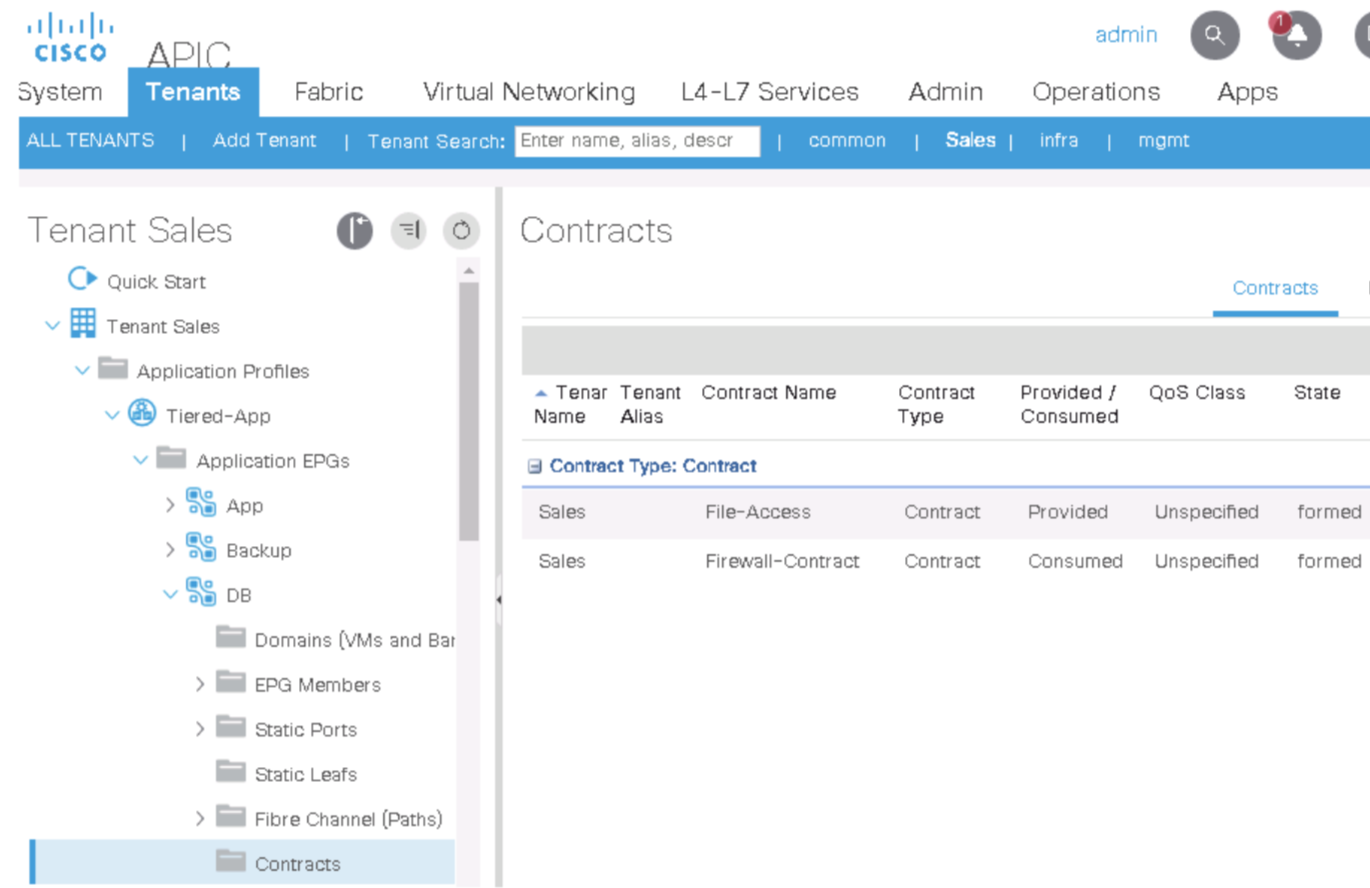 CISCO APIC
admin 1
System Tenants Fabric Virtual Networking L4-L7 Services Admin Operations Apps
ALL TENANTS | Add Tenant | Tenant Search: Enter name, alias, descr | common | Sales | infra | mgmt
Tenant Sales
Quick Start
Tenant Sales
Application Profiles
Tiered-App
Application EPGs
App
Backup
DB
Domains (VMs and Bar
EPG Members
Static Ports
Static Leafs
Fibre Channel (Paths)
Contracts
Contracts
Contracts
Tenar Tenant Contract Name Contract Provided / QoS Class State
Name Alias Type Consumed
Contract Type: Contract
Sales File-Access Contract Provided Unspecified formed
Sales Firewall-Contract Contract Consumed Unspecified formed